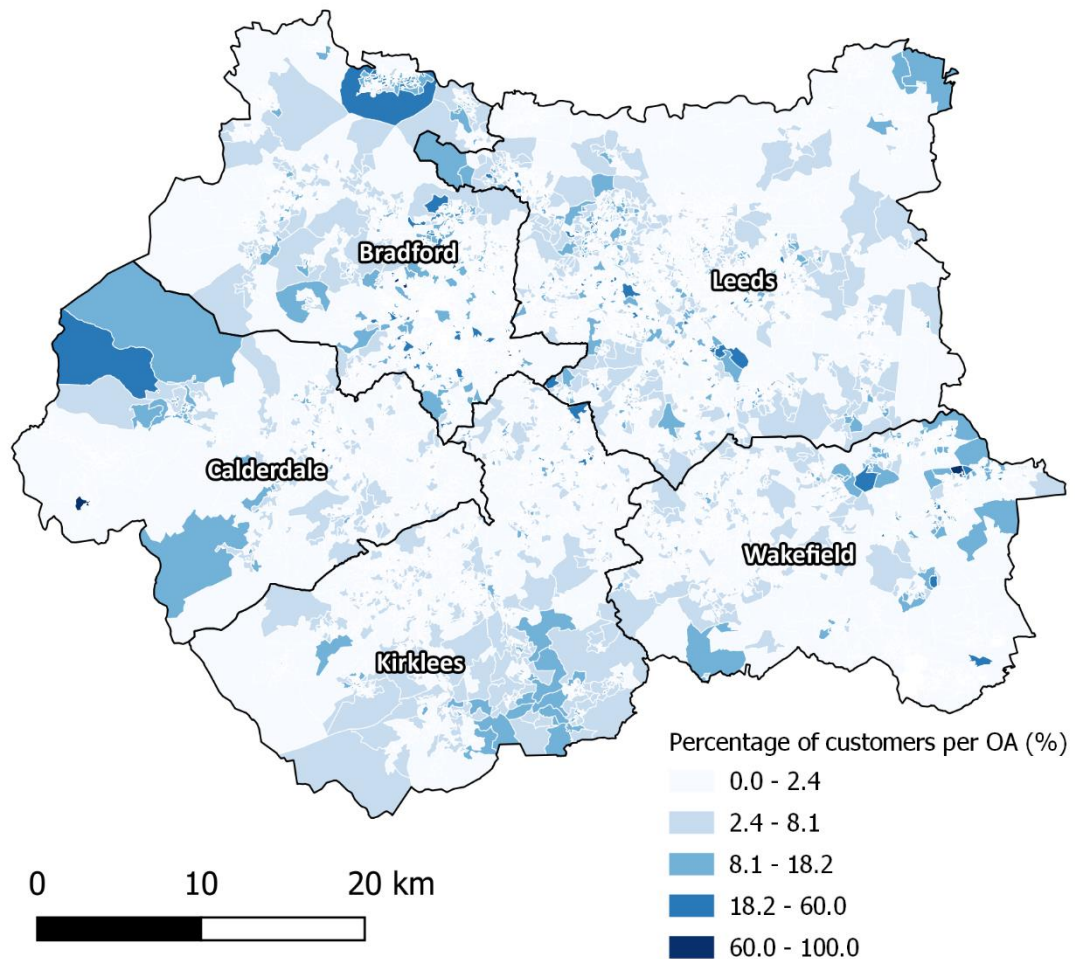 Bradford
Leeds
Calderdale
Wakefield
Kirklees
Percentage of customers per OA (%)
0.0 - 2.4
2.4 - 8.1
8.1 - 18.2
18.2 - 60.0
60.0 - 100.0
0 10 20 km